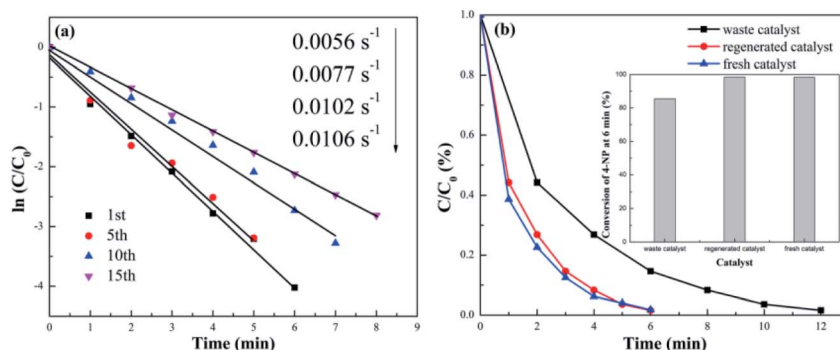 (a)
0.0056 s⁻¹
0.0077 s⁻¹
0.0102 s⁻¹
0.0106 s⁻¹
0
-1
-2
-3
-4
ln (C/C₀)
1st
5th
10th
15th
0 1 2 3 4 5 6 7 8 9
Time (min)
(b)
waste catalyst
regenerated catalyst
fresh catalyst
1.0
0.8
0.6
0.4
0.2
0.0
C/C₀ (%)
0 2 4 6 8 10 12
Time (min)
100
80
60
40
20
0
Conversion of 4-NP at 6 min (%)
waste catalyst regenerated catalyst fresh catalyst
Catalyst